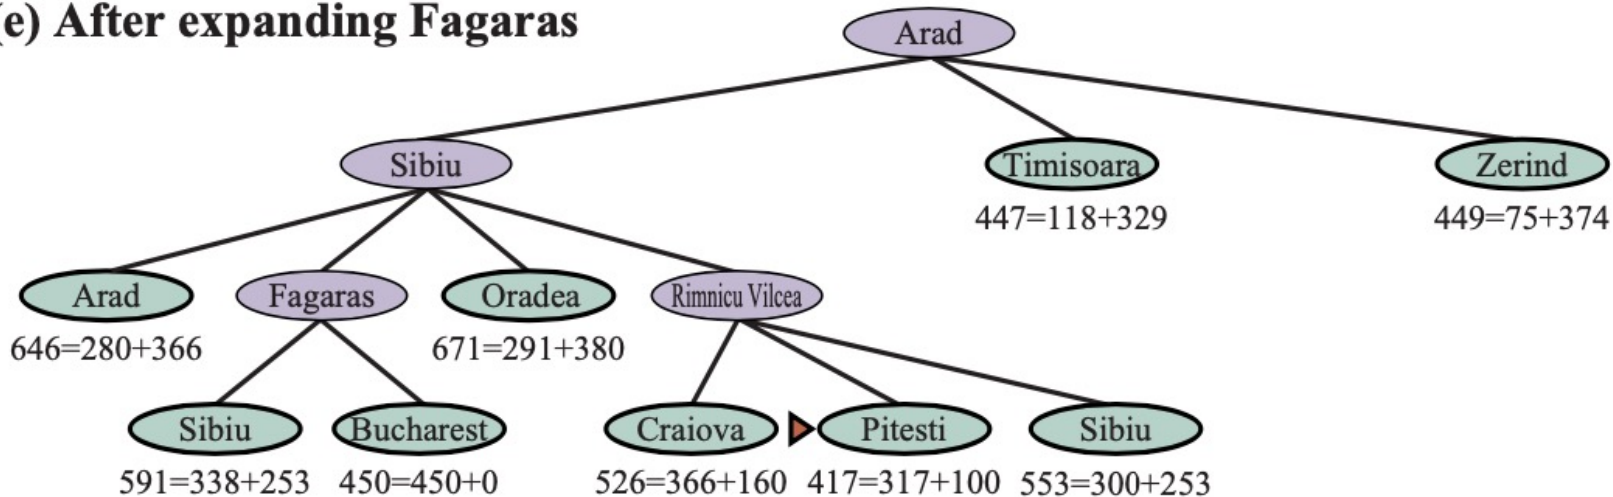 (e) After expanding Fagaras
Arad
Sibiu
Timisoara
Zerind
447=118+329
449=75+374
Arad
Fagaras
Oradea
Rimnicu Vilcea
646=280+366
671=291+380
Sibiu
Bucharest
Craiova
Pitesti
Sibiu
591=338+253
450=450+0
526=366+160
417=317+100
553=300+253